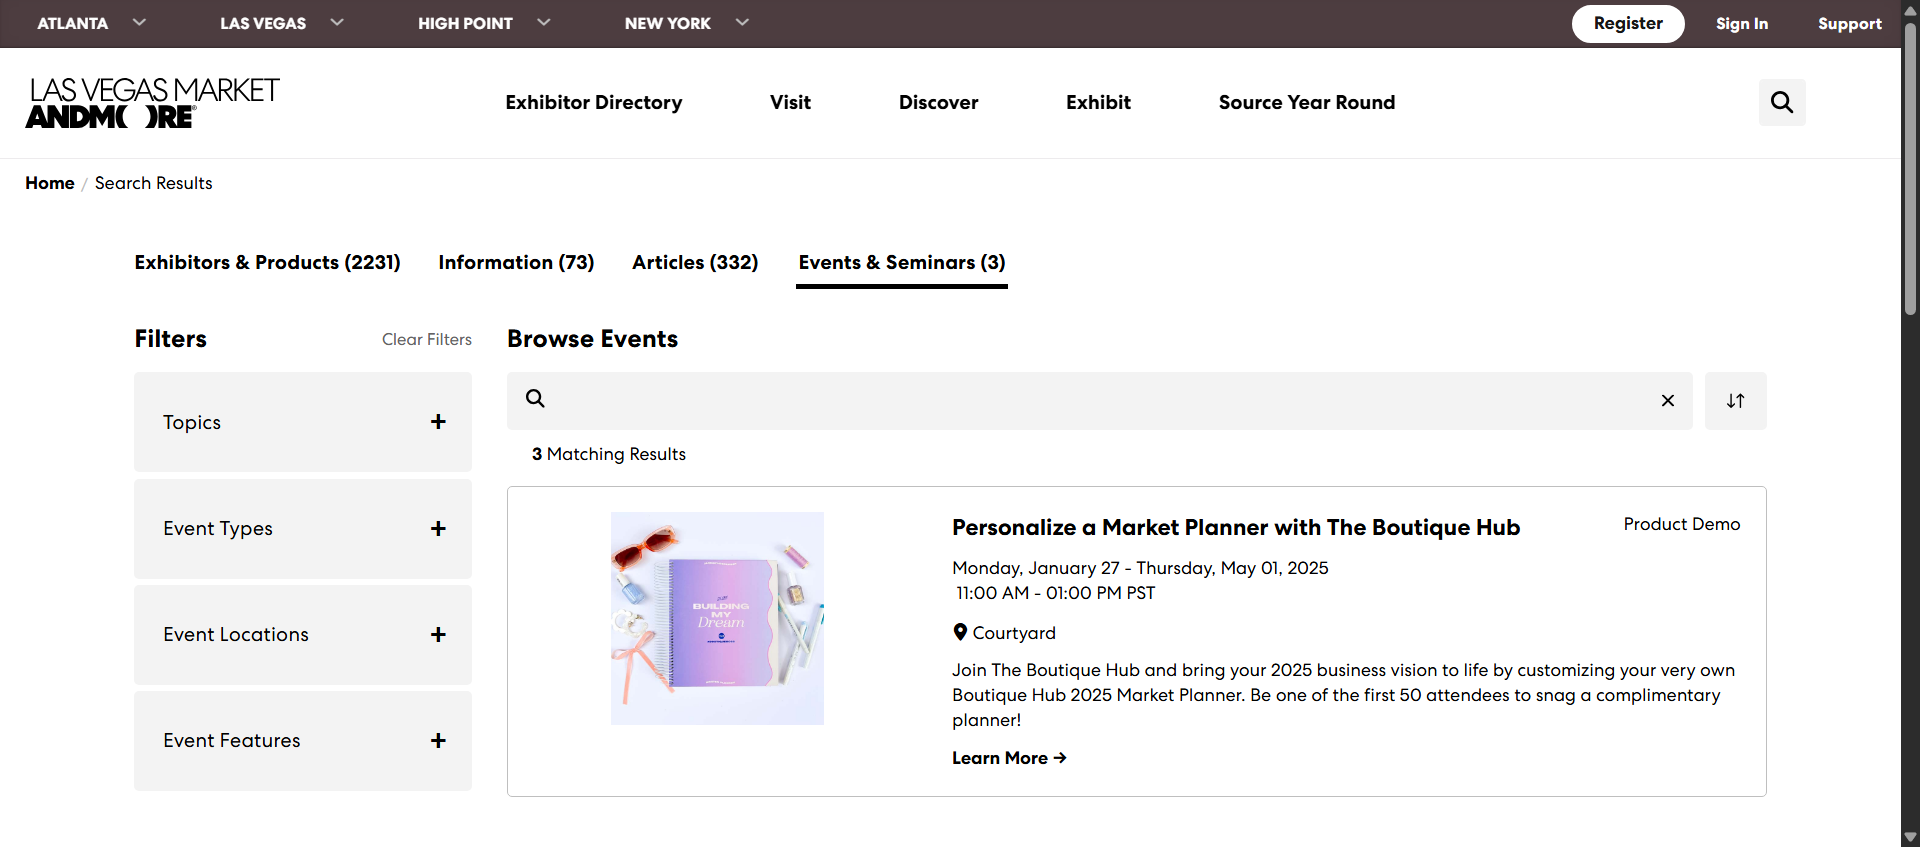 ATLANTA
LAS VEGAS
HIGH POINT
NEW YORK
Register
Sign In
Support
LAS VEGAS MARKET
ANDMORE®
Exhibitor Directory
Visit
Discover
Exhibit
Source Year Round
Home / Search Results
Exhibitors & Products (2231)
Information (73)
Articles (332)
Events & Seminars (3)
Filters
Clear Filters
Topics
Event Types
Event Locations
Event Features
Browse Events
3 Matching Results
BUILDING
MY
Dream
Personalize a Market Planner with The Boutique Hub
Product Demo
Monday, January 27 - Thursday, May 01, 2025
11:00 AM - 01:00 PM PST
Courtyard
Join The Boutique Hub and bring your 2025 business vision to life by customizing your very own
Boutique Hub 2025 Market Planner. Be one of the first 50 attendees to snag a complimentary
planner!
Learn More →